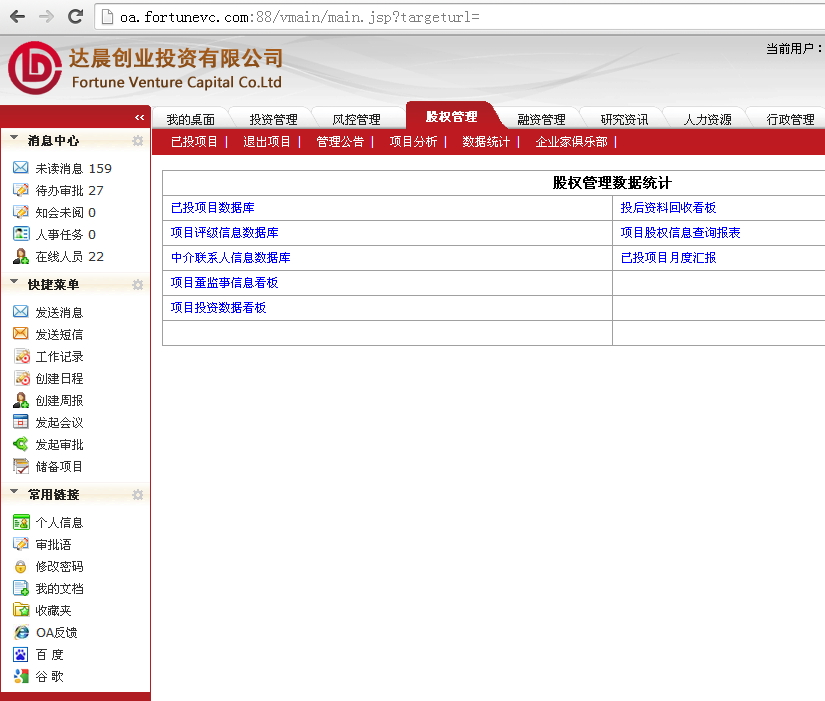 oa.fortunevc.com:88/vmain/main.jsp?targeturl=
达晨创业投资有限公司
Fortune Venture Capital Co.Ltd
当前用户：
«
我的桌面 投资管理 风控管理 股权管理 融资管理 研究资讯 人力资源 行政管理
已投项目 | 退出项目 | 管理公告 | 项目分析 | 数据统计 | 企业家俱乐部 |
消息中心
未读消息 159
待办审批 27
知会未阅 0
人事任务 0
在线人员 22
快捷菜单
发送消息
发送短信
工作记录
创建日程
创建周报
发起会议
发起审批
储备项目
常用链接
个人信息
审批语
修改密码
我的文档
收藏夹
OA反馈
百 度
谷 歌
股权管理数据统计
已投项目数据库 投后资料回收看板
项目评级信息数据库 项目股权信息查询报表
中介联系人信息数据库 已投项目月度汇报
项目董监事信息看板
项目投资数据看板